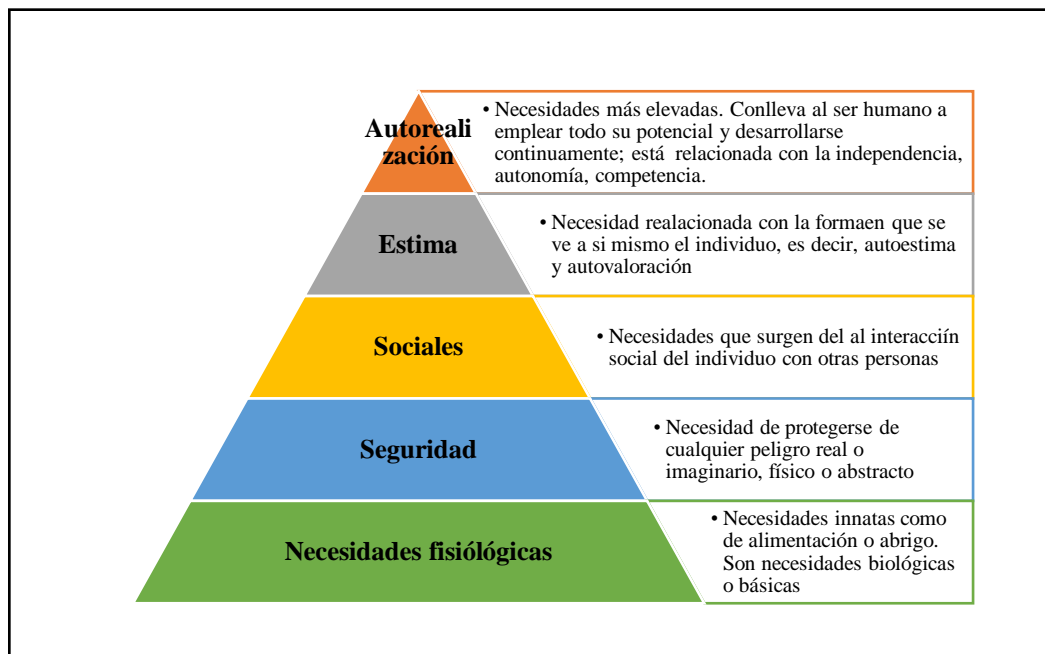 Autoreali
zación
• Necesidades más elevadas. Conlleva al ser humano a
emplear todo su potencial y desarrollarse
continuamente; está relacionada con la independencia,
autonomía, competencia.
Estima
• Necesidad realacionada con la formaen que se
ve a si mismo el individuo, es decir, autoestima
y autovaloración
Sociales
• Necesidades que surgen del al interacciín
social del individuo con otras personas
Seguridad
• Necesidad de protegerse de
cualquier peligro real o
imaginario, físico o abstracto
Necesidades fisiólógicas
• Necesidades innatas como
de alimentación o abrigo.
Son necesidades biológicas
o básicas